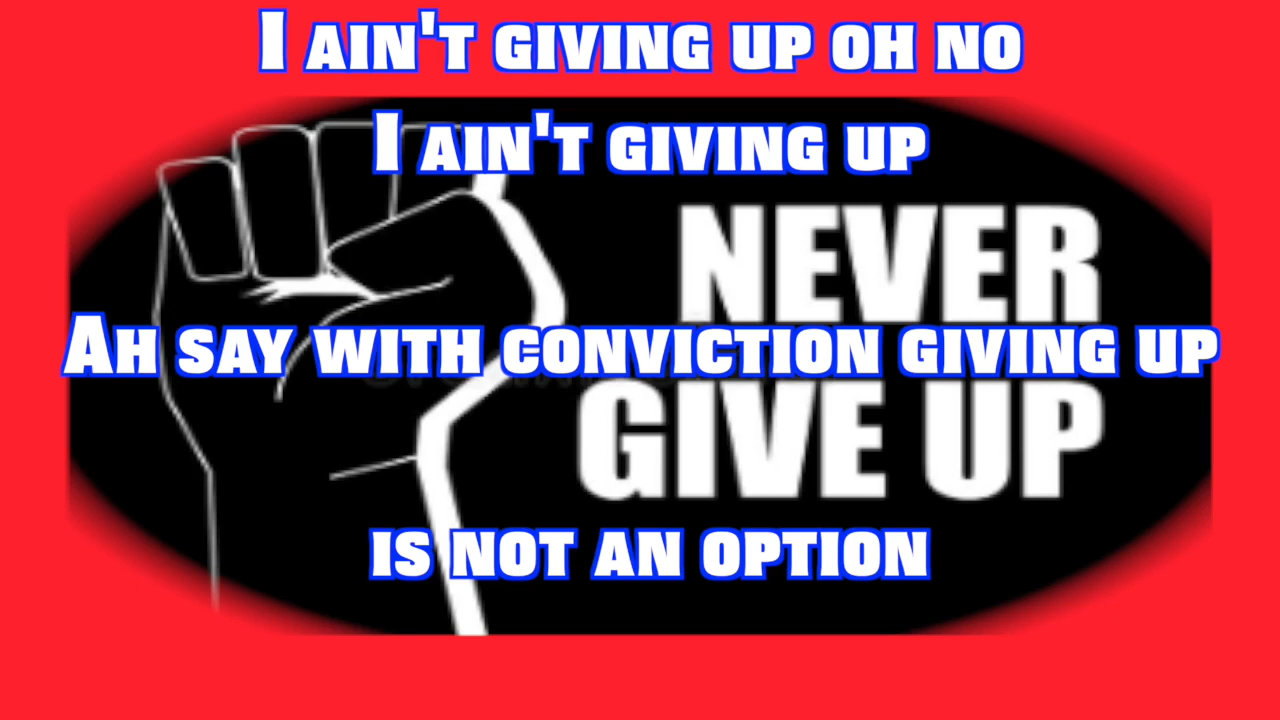 I AIN'T GIVING UP OH NO
I AIN'T GIVING UP
NEVER
AH SAY WITH CONVICTION GIVING UP
GIVE UP
IS NOT AN OPTION